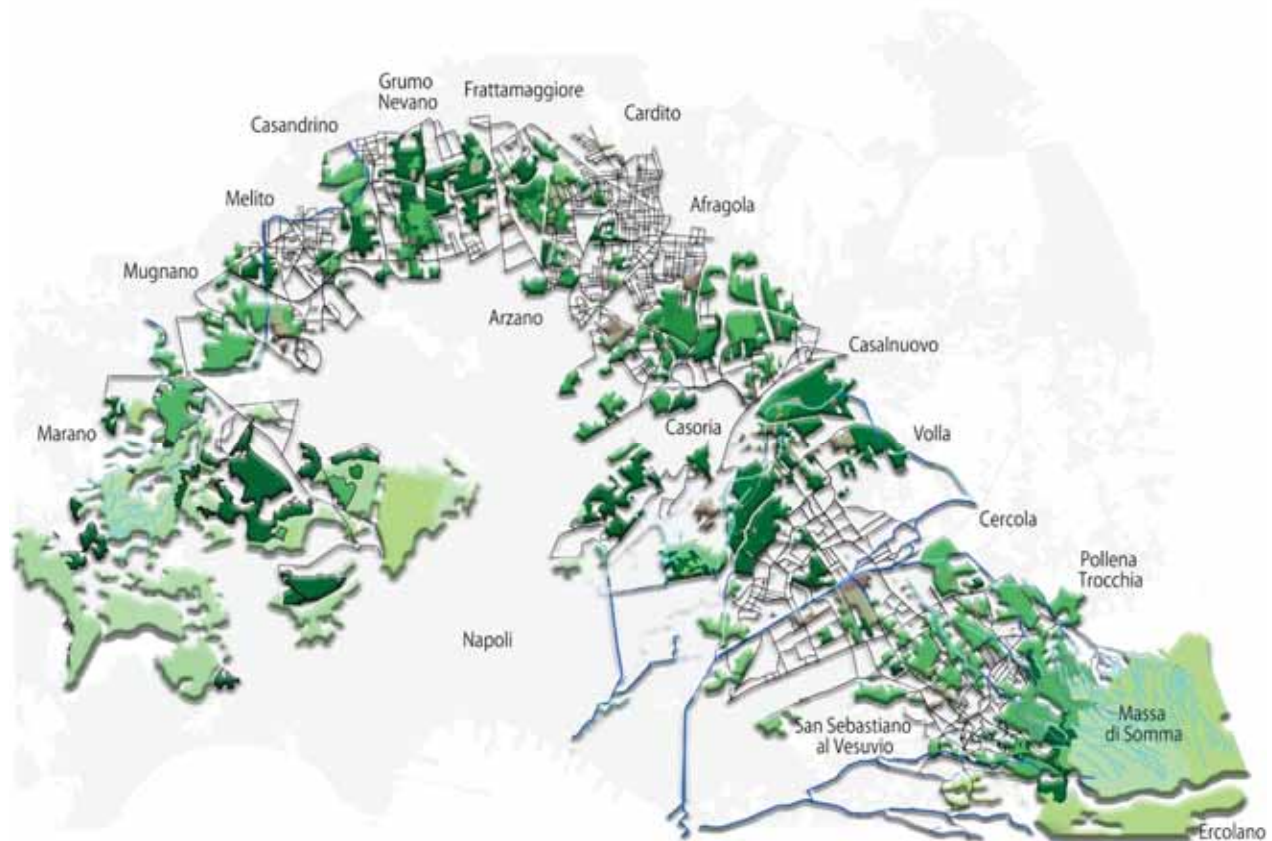 Grumo
Nevano
Frattamaggiore
Cardito
Casandrino
Melito
Afragola
Mugnano
Arzano
Casalnuovo
Marano
Casoria
Volla
Cercola
Pollena
Trocchia
Napoli
San Sebastiano
al Vesuvio
Massa
di Somma
Ercolano